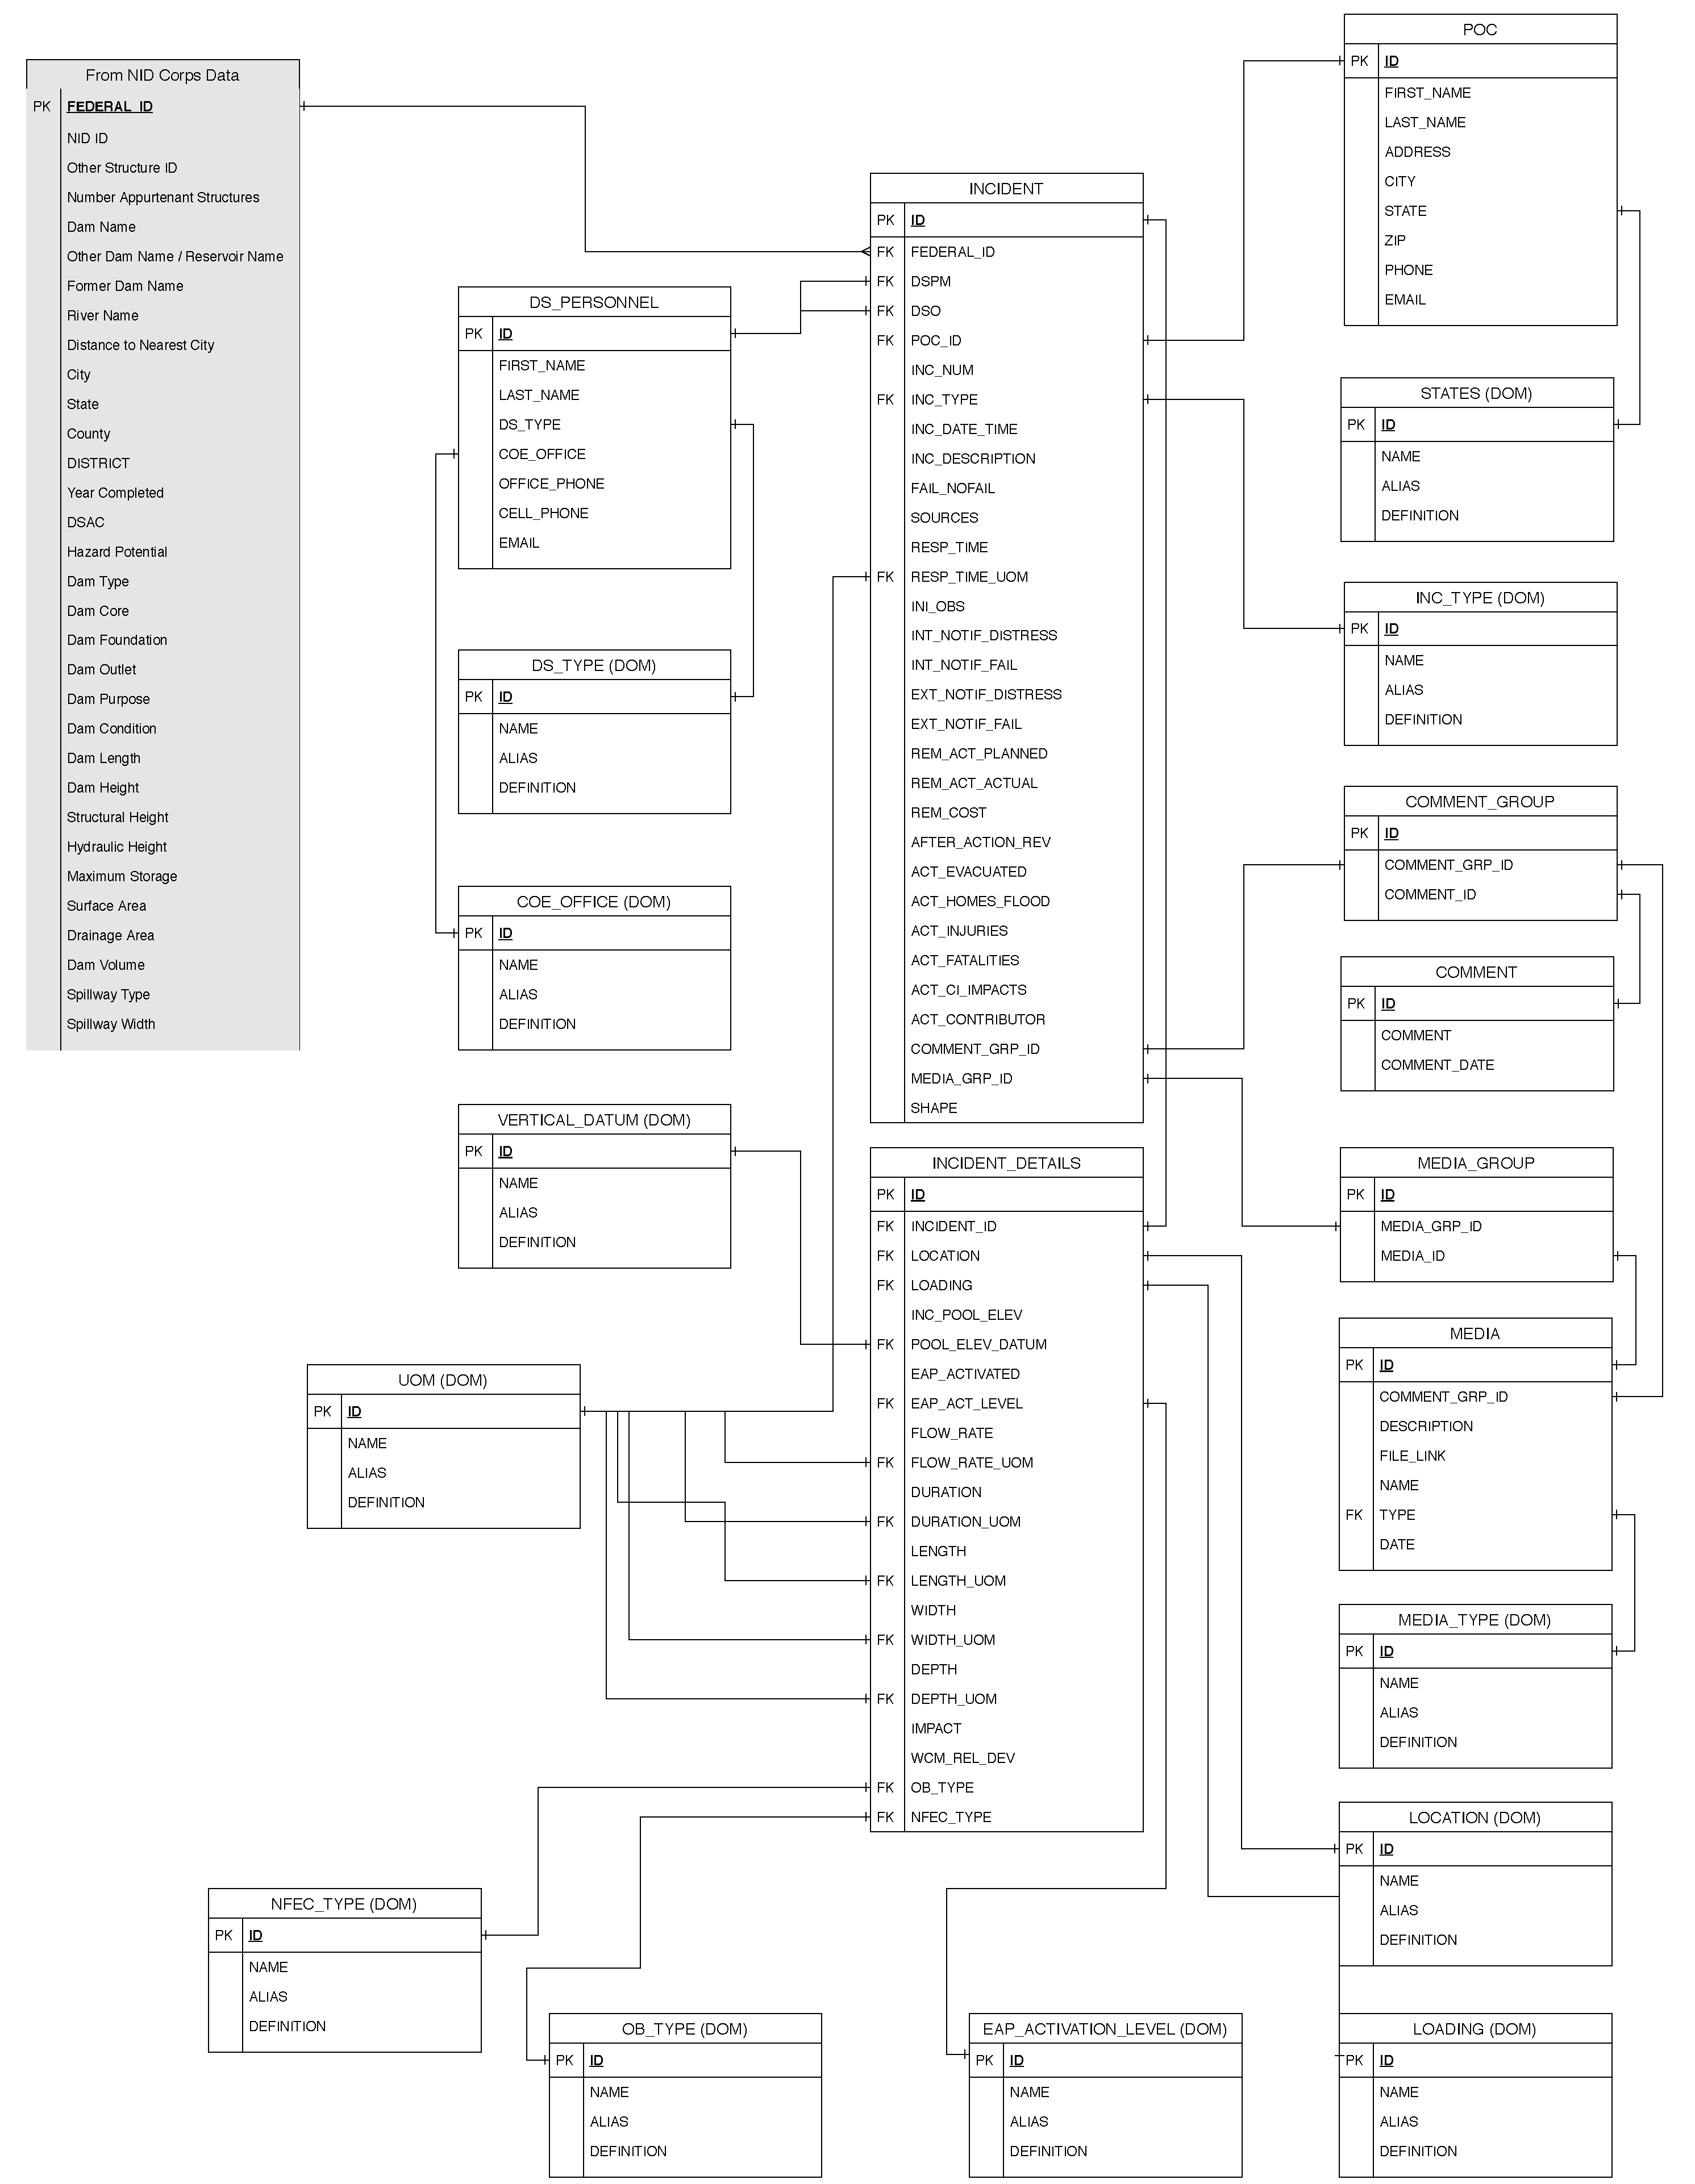 From NID Corps Data
PK FEDERAL_ID
NID ID
Other Structure ID
Number Appurtenant Structures
Dam Name
Other Dam Name / Reservoir Name
Former Dam Name
River Name
Distance to Nearest City
City
State
County
DISTRICT
Year Completed
DSAC
Hazard Potential
Dam Type
Dam Core
Dam Foundation
Dam Outlet
Dam Purpose
Dam Condition
Dam Length
Dam Height
Structural Height
Hydraulic Height
Maximum Storage
Surface Area
Drainage Area
Dam Volume
Spillway Type
Spillway Width
DS_PERSONNEL
PK ID
FIRST_NAME
LAST_NAME
DS_TYPE
COE_OFFICE
OFFICE_PHONE
CELL_PHONE
EMAIL
DS_TYPE (DOM)
PK ID
NAME
ALIAS
DEFINITION
COE_OFFICE (DOM)
PK ID
NAME
ALIAS
DEFINITION
VERTICAL_DATUM (DOM)
PK ID
NAME
ALIAS
DEFINITION
UOM (DOM)
PK ID
NAME
ALIAS
DEFINITION
NFEC_TYPE (DOM)
PK ID
NAME
ALIAS
DEFINITION
OB_TYPE (DOM)
PK ID
NAME
ALIAS
DEFINITION
INCIDENT
PK ID
FK FEDERAL_ID
FK DSPM
FK DSO
FK POC_ID
INC_NUM
FK INC_TYPE
INC_DATE_TIME
INC_DESCRIPTION
FAIL_NOFAIL
SOURCES
RESP_TIME
FK RESP_TIME_UOM
INI_OBS
INT_NOTIF_DISTRESS
INT_NOTIF_FAIL
EXT_NOTIF_DISTRESS
EXT_NOTIF_FAIL
REM_ACT_PLANNED
REM_ACT_ACTUAL
REM_COST
AFTER_ACTION_REV
ACT_EVACUATED
ACT_HOMES_FLOOD
ACT_INJURIES
ACT_FATALITIES
ACT_CI_IMPACTS
ACT_CONTRIBUTOR
COMMENT_GRP_ID
MEDIA_GRP_ID
SHAPE
INCIDENT_DETAILS
PK ID
FK INCIDENT_ID
FK LOCATION
FK LOADING
INC_POOL_ELEV
FK POOL_ELEV_DATUM
EAP_ACTIVATED
FK EAP_ACT_LEVEL
FLOW_RATE
FK FLOW_RATE_UOM
DURATION
FK DURATION_UOM
LENGTH
FK LENGTH_UOM
WIDTH
FK WIDTH_UOM
DEPTH
FK DEPTH_UOM
IMPACT
WCM_REL_DEV
FK OB_TYPE
FK NFEC_TYPE
EAP_ACTIVATION_LEVEL (DOM)
PK ID
NAME
ALIAS
DEFINITION
POC
PK ID
FIRST_NAME
LAST_NAME
ADDRESS
CITY
STATE
ZIP
PHONE
EMAIL
STATES (DOM)
PK ID
NAME
ALIAS
DEFINITION
INC_TYPE (DOM)
PK ID
NAME
ALIAS
DEFINITION
COMMENT_GROUP
PK ID
COMMENT_GRP_ID
COMMENT_ID
COMMENT
PK ID
COMMENT
COMMENT_DATE
MEDIA_GROUP
PK ID
MEDIA_GRP_ID
MEDIA_ID
MEDIA
PK ID
COMMENT_GRP_ID
DESCRIPTION
FILE_LINK
NAME
FK TYPE
DATE
MEDIA_TYPE (DOM)
PK ID
NAME
ALIAS
DEFINITION
LOCATION (DOM)
PK ID
NAME
ALIAS
DEFINITION
LOADING (DOM)
PK ID
NAME
ALIAS
DEFINITION